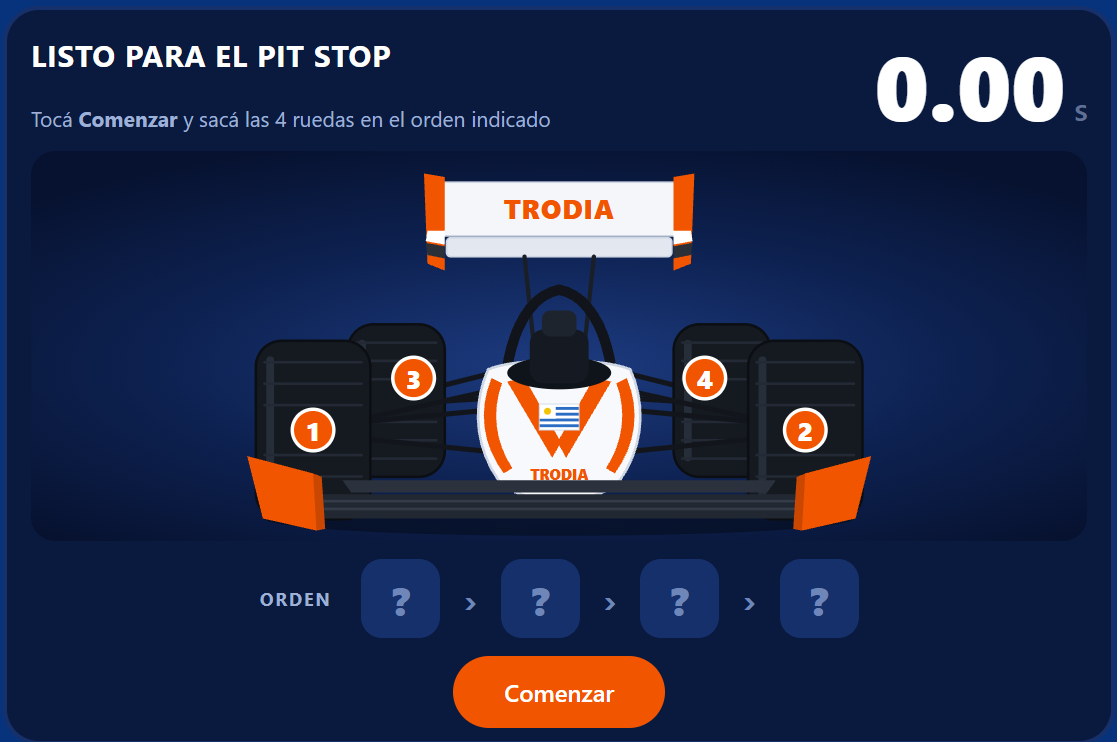 LISTO PARA EL PIT STOP
0.00 s
Tocá Comenzar y sacá las 4 ruedas en el orden indicado
TRODIA
3
4
1
2
TRODIA
ORDEN ? › ? › ? › ?
Comenzar